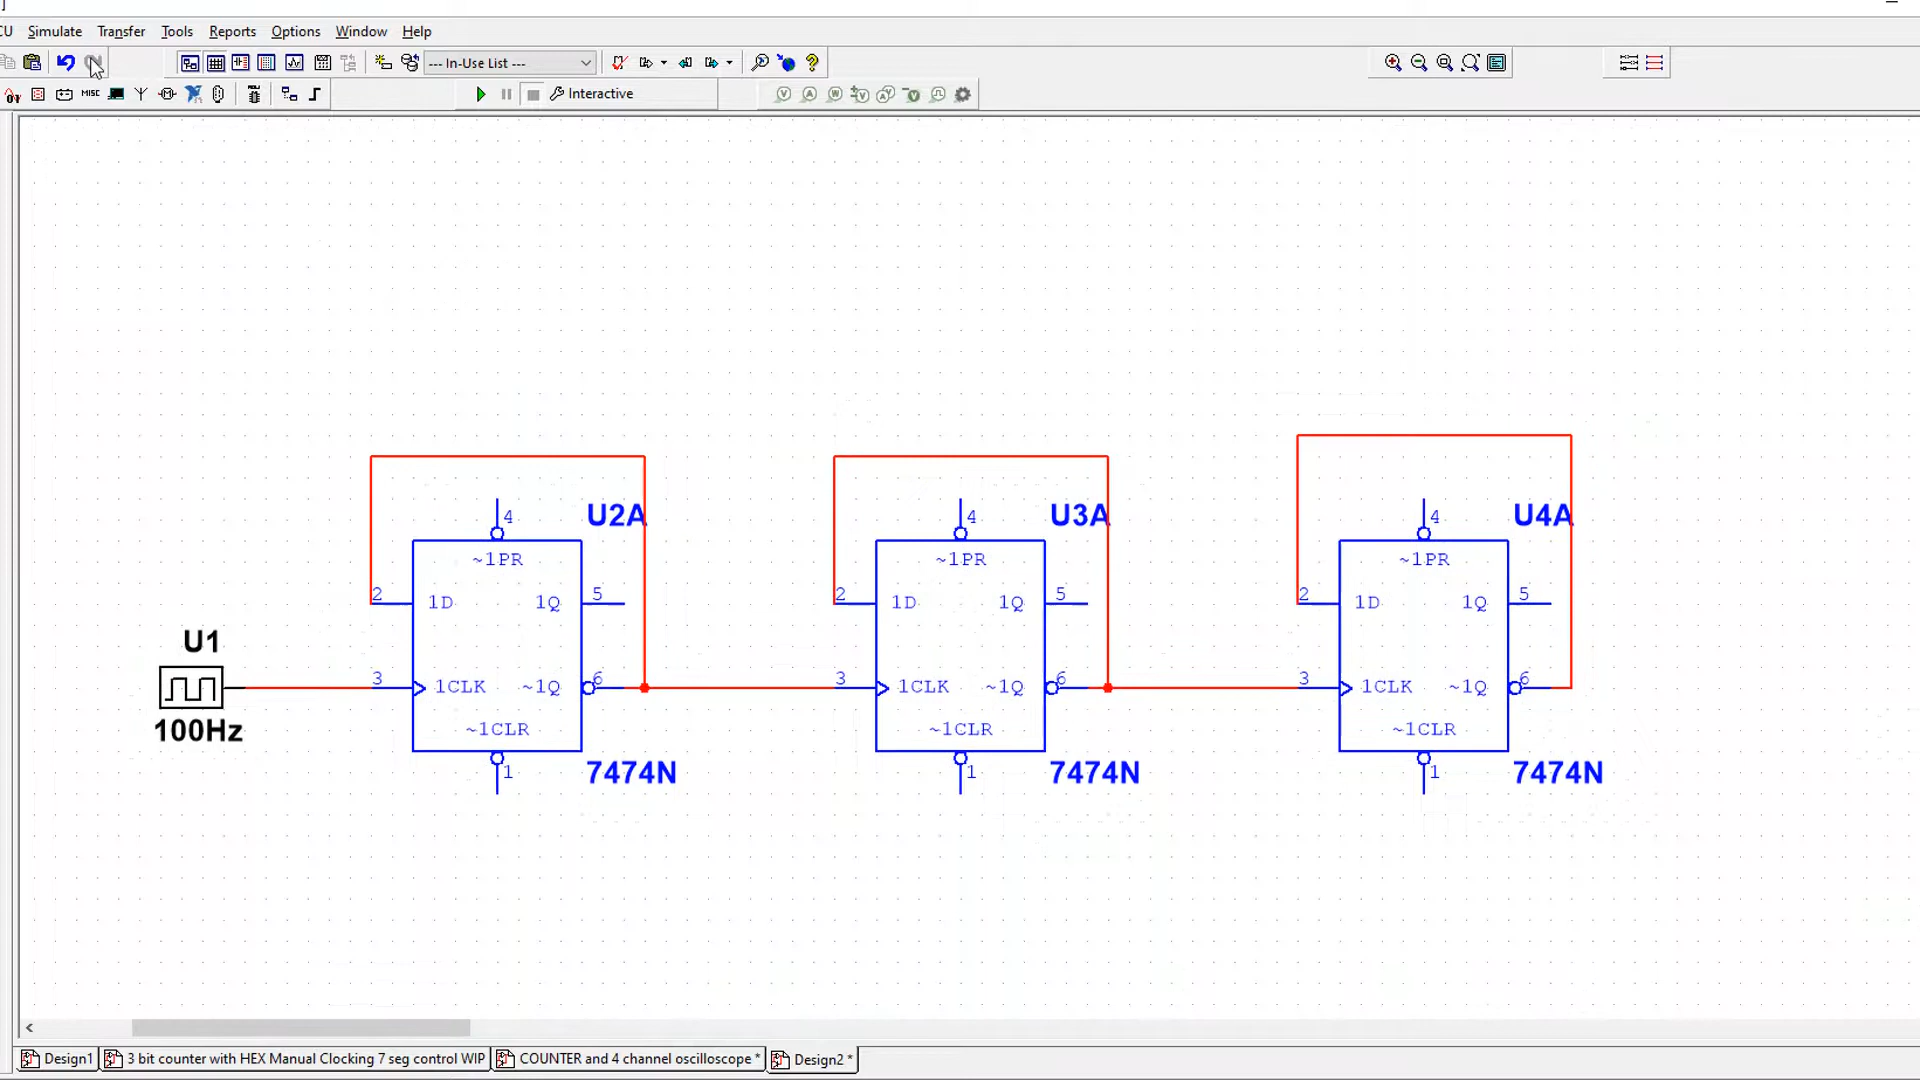 ]
CU Simulate Transfer Tools Reports Options Window Help
--- In-Use List ---
MISC Interactive
U2A U3A U4A
4 4 4
~1PR ~1PR ~1PR
2 1D 1Q 5 2 1D 1Q 5 2 1D 1Q 5
U1
3 1CLK ~1Q 6 3 1CLK ~1Q 6 3 1CLK ~1Q 6
100Hz ~1CLR ~1CLR ~1CLR
1 7474N 1 7474N 1 7474N
Design1 3 bit counter with HEX Manual Clocking 7 seg control WIP COUNTER and 4 channel oscilloscope * Design2 *